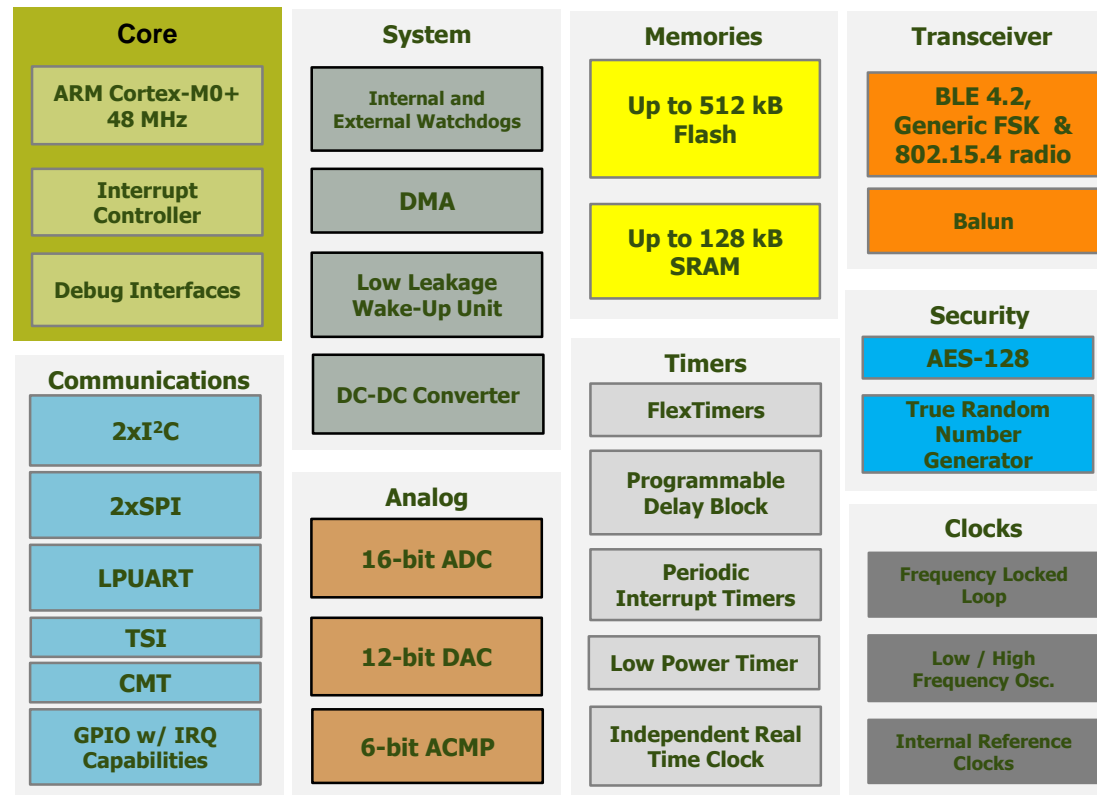 Core
ARM Cortex-M0+
48 MHz
Interrupt
Controller
Debug Interfaces
Communications
2xI²C
2xSPI
LPUART
TSI
CMT
GPIO w/ IRQ
Capabilities
System
Internal and
External Watchdogs
DMA
Low Leakage
Wake-Up Unit
DC-DC Converter
Analog
16-bit ADC
12-bit DAC
6-bit ACMP
Memories
Up to 512 kB
Flash
Up to 128 kB
SRAM
Timers
FlexTimers
Programmable
Delay Block
Periodic
Interrupt Timers
Low Power Timer
Independent Real
Time Clock
Transceiver
BLE 4.2,
Generic FSK &
802.15.4 radio
Balun
Security
AES-128
True Random
Number
Generator
Clocks
Frequency Locked
Loop
Low / High
Frequency Osc.
Internal Reference
Clocks